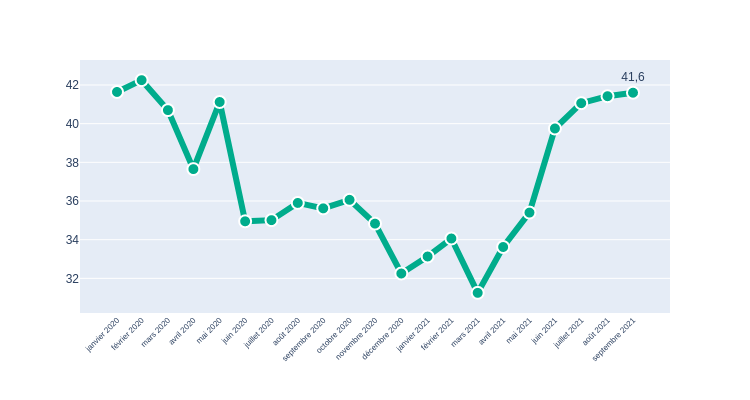 41,6
42
40
38
36
34
32
janvier 2020
février 2020
mars 2020
avril 2020
mai 2020
juin 2020
juillet 2020
août 2020
septembre 2020
octobre 2020
novembre 2020
décembre 2020
janvier 2021
février 2021
mars 2021
avril 2021
mai 2021
juin 2021
juillet 2021
août 2021
septembre 2021